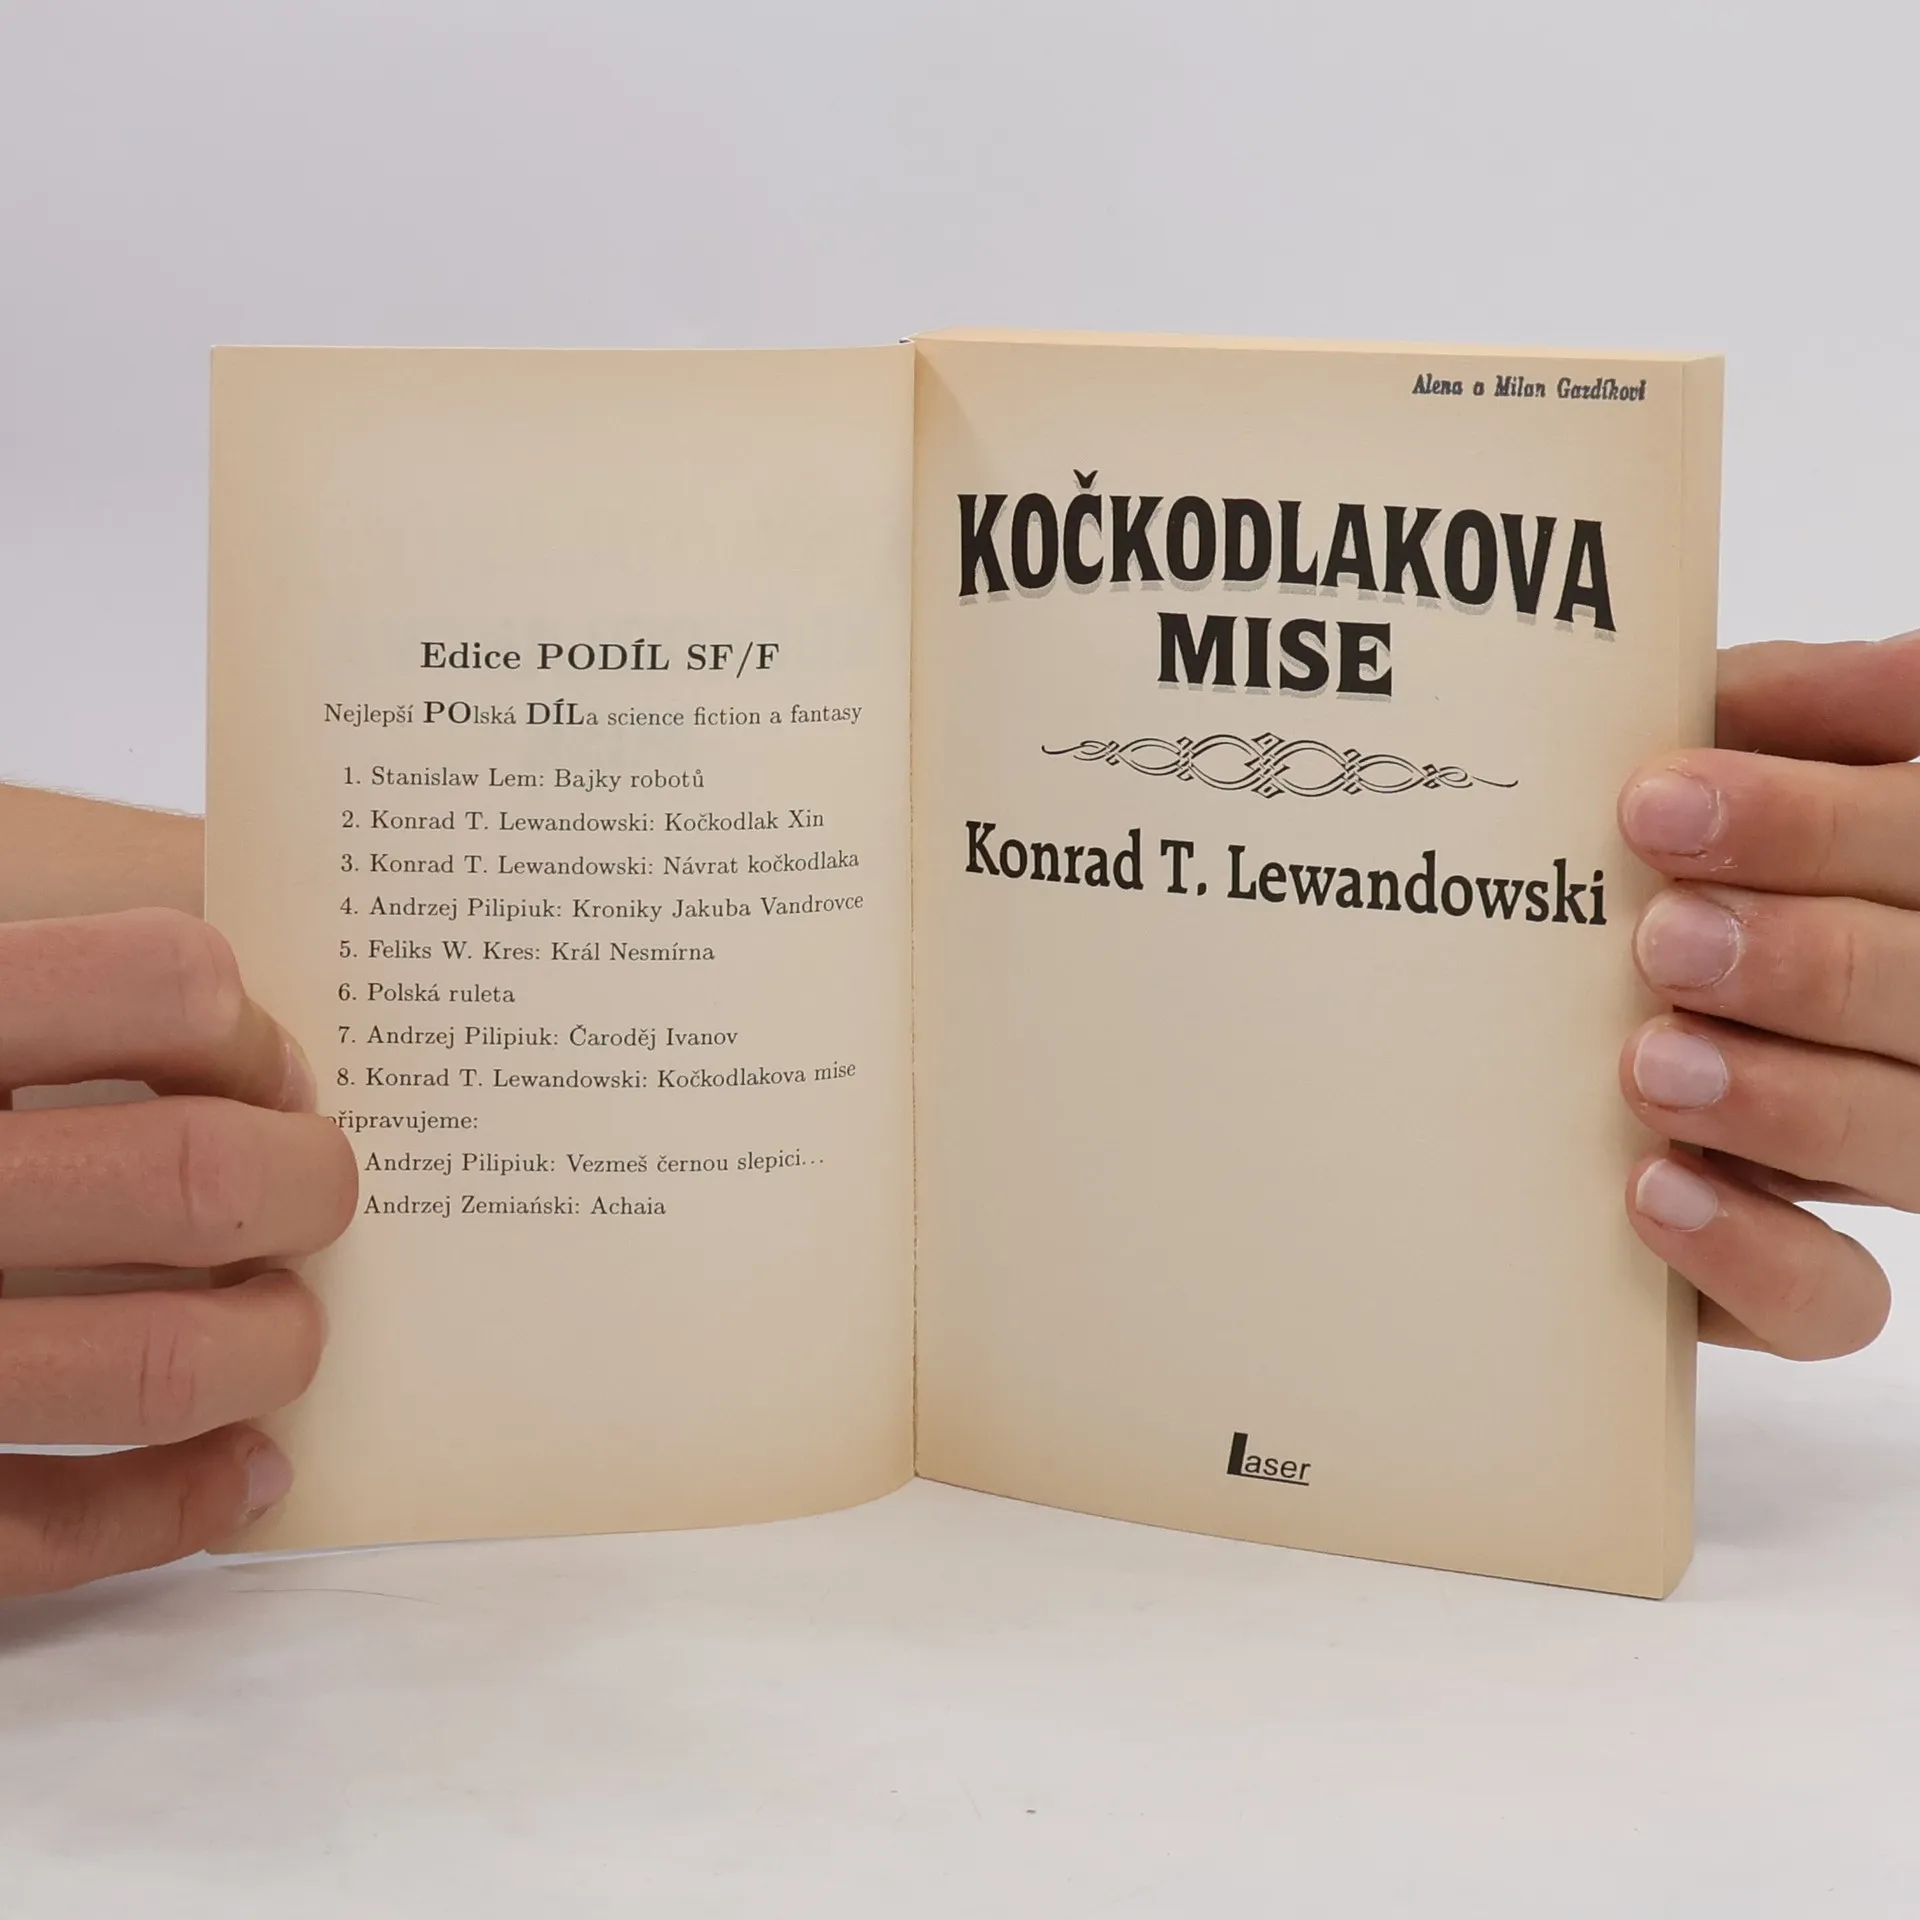 Edice PODÍL SF/F
Nejlepší POlská DÍLa science fiction a fantasy
1. Stanislaw Lem: Bajky robotů
2. Konrad T. Lewandowski: Kočkodlak Xin
3. Konrad T. Lewandowski: Návrat kočkodlaka
4. Andrzej Pilipiuk: Kroniky Jakuba Vandrovce
5. Feliks W. Kres: Král Nesmírna
6. Polská ruleta
7. Andrzej Pilipiuk: Čaroděj Ivanov
8. Konrad T. Lewandowski: Kočkodlakova mise
připravujeme:
Andrzej Pilipiuk: Vezmeš černou slepici...
Andrzej Zemiański: Achaia
Alena a Milan Gazdíkovi
KOČKODLAKOVA
MISE
Konrad T. Lewandowski
Laser